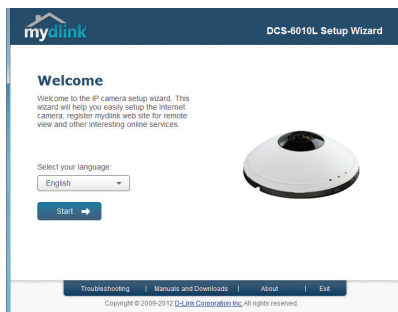 mydlink
DCS-6010L Setup Wizard
Welcome
Welcome to the IP camera setup wizard. This
wizard will help you easily setup the Internet
camera, register mydlink web site for remote
view and other interesting online services.
Select your language:
English
Start
Troubleshooting | Manuals and Downloads | About | Exit
Copyright © 2009-2012 D-Link Corporation Inc. All rights reserved.